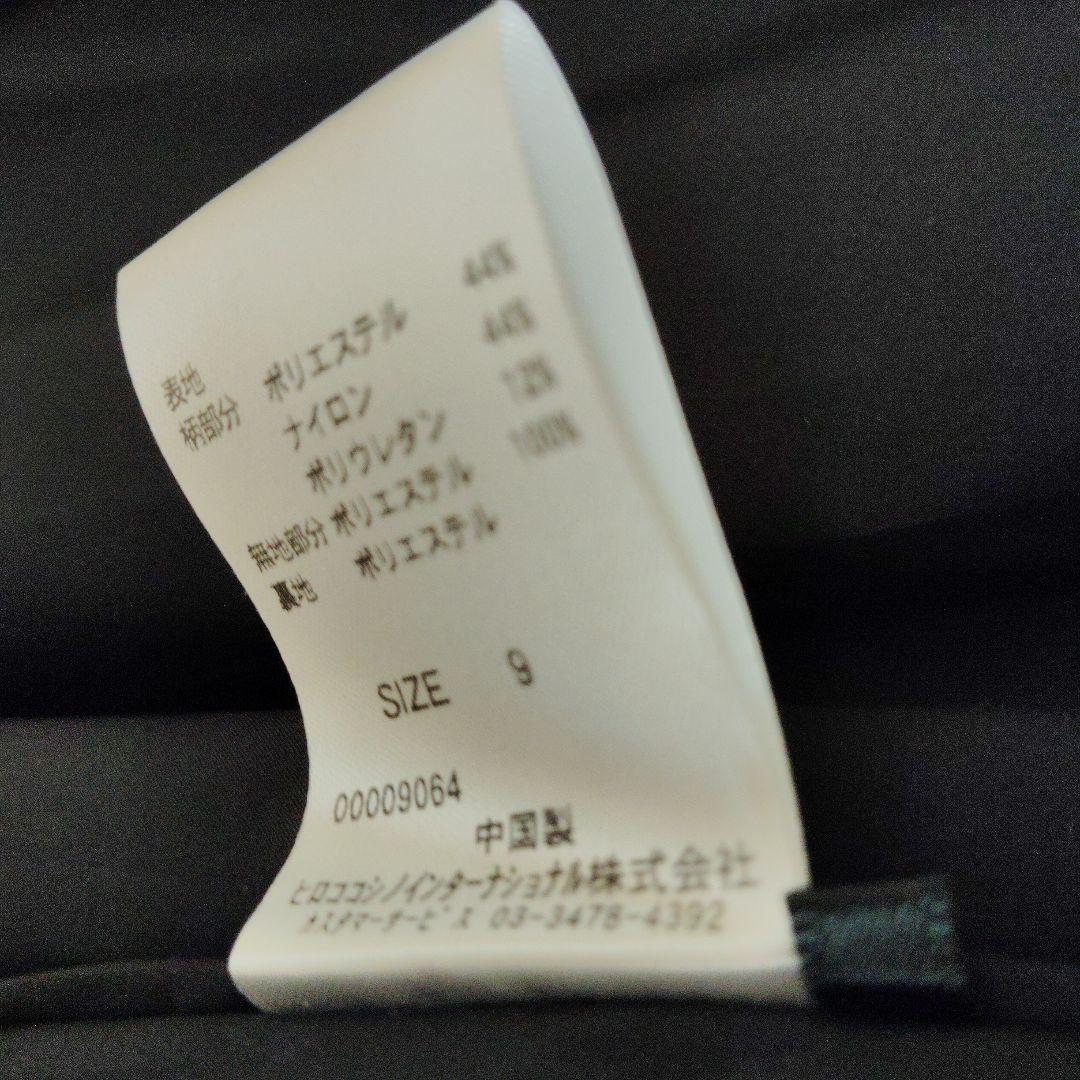 表地
柄部分 ポリエステル 44%
ナイロン 44%
ポリウレタン 12%
無地部分 ポリエステル 100%
裏地 ポリエステル
SIZE 9
00009064
中国製
ヒロココシノインターナショナル株式会社
カスタマーサービス 03-3478-4392